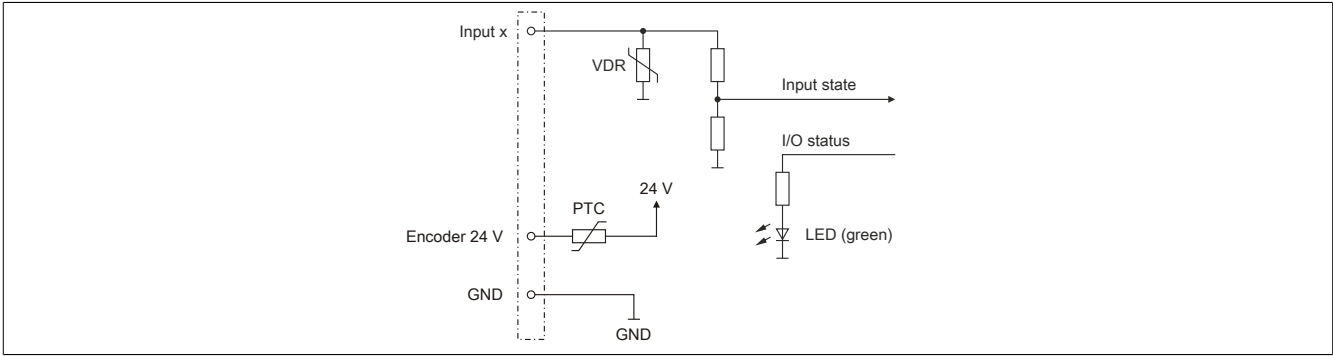 Input x
VDR
Input state
I/O status
24 V
PTC
Encoder 24 V
LED (green)
GND
GND